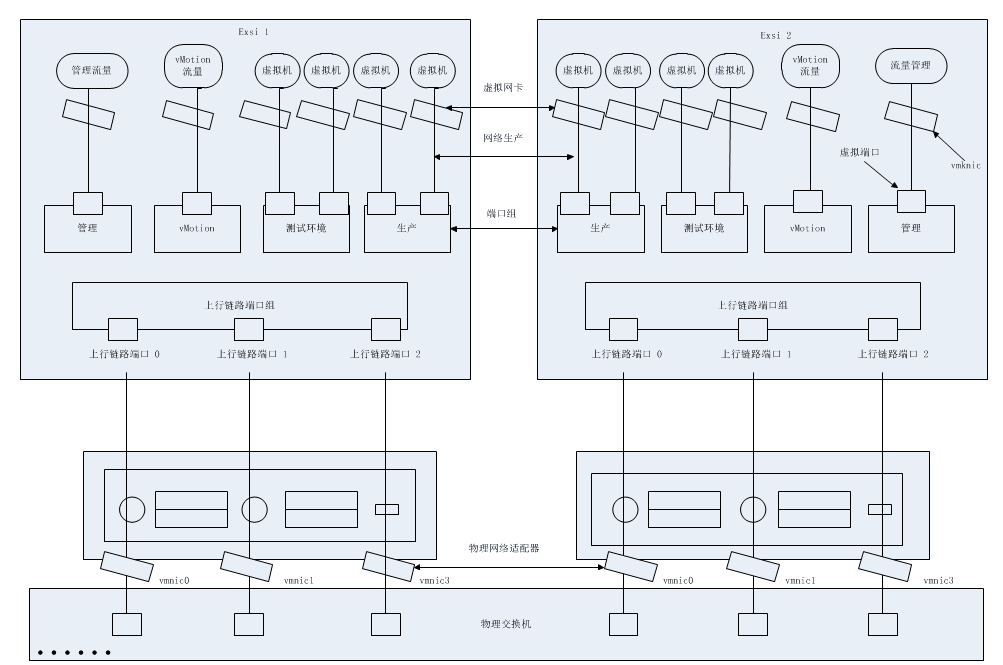 Exsi 1
Exsi 2
管理流量
vMotion
流量
虚拟机
虚拟机
虚拟机
虚拟机
虚拟网卡
虚拟机
虚拟机
虚拟机
虚拟机
vMotion
流量
流量管理
网络生产
虚拟端口
vmknic
管理
vMotion
测试环境
生产
端口组
生产
测试环境
vMotion
管理
上行链路端口组
上行链路端口组
上行链路端口 0
上行链路端口 1
上行链路端口 2
上行链路端口 0
上行链路端口 1
上行链路端口 2
物理网络适配器
vmnic0
vmnic1
vmnic3
vmnic0
vmnic1
vmnic3
物理交换机